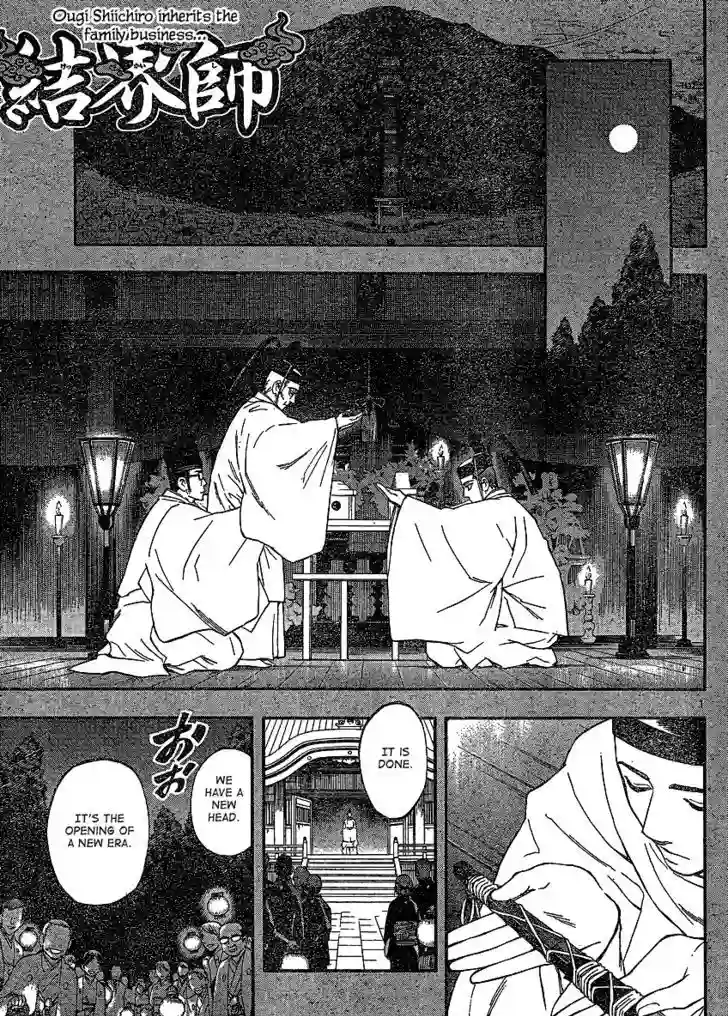 Ougi Shiichiro inherits the
family business...
結界師
IT IS
DONE.
おお
WE
HAVE A
NEW
HEAD.
IT'S THE
OPENING OF
A NEW ERA.
1